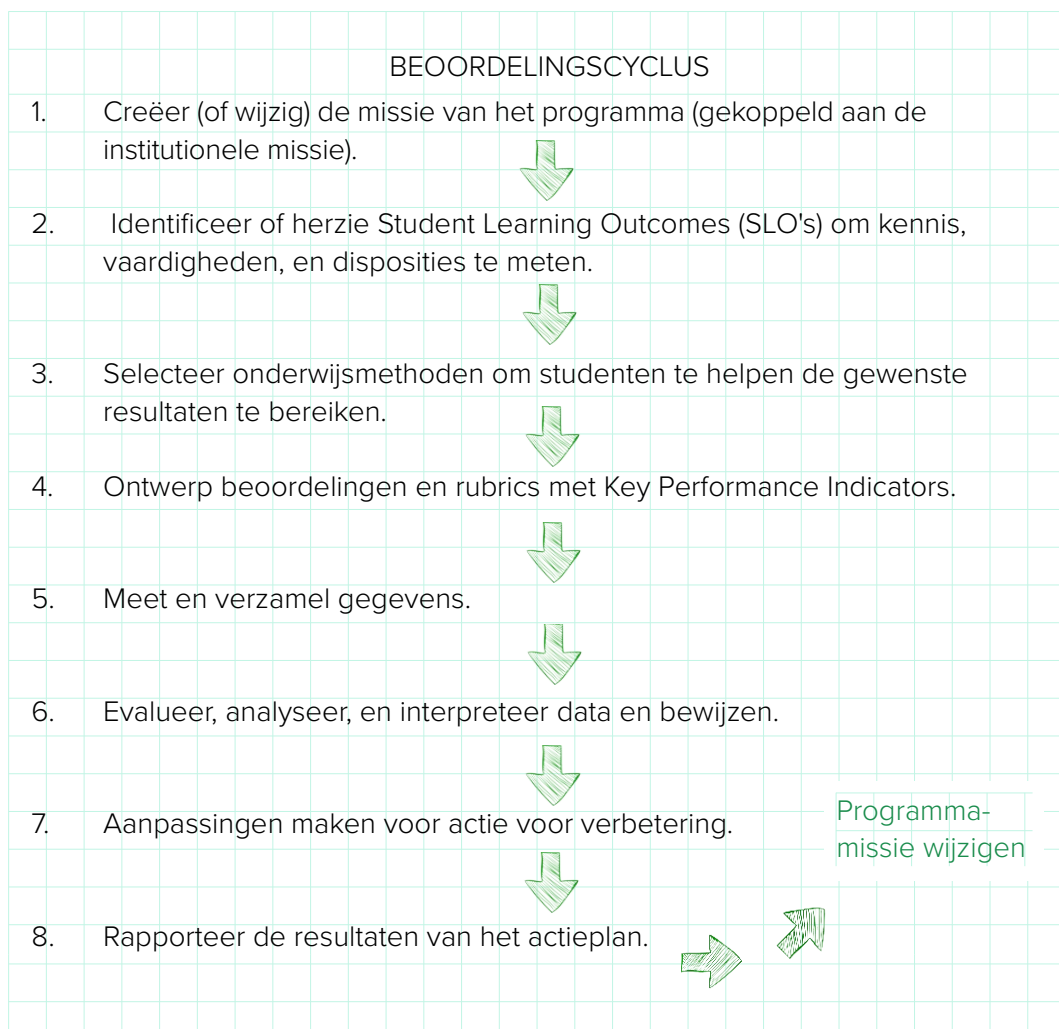 BEOORDELINGSCYCLUS
1. Creëer (of wijzig) de missie van het programma (gekoppeld aan de
institutionele missie).
2. Identificeer of herzie Student Learning Outcomes (SLO's) om kennis,
vaardigheden, en disposities te meten.
3. Selecteer onderwijsmethoden om studenten te helpen de gewenste
resultaten te bereiken.
4. Ontwerp beoordelingen en rubrics met Key Performance Indicators.
5. Meet en verzamel gegevens.
6. Evalueer, analyseer, en interpreteer data en bewijzen.
7. Aanpassingen maken voor actie voor verbetering.
Programma-
missie wijzigen
8. Rapporteer de resultaten van het actieplan.